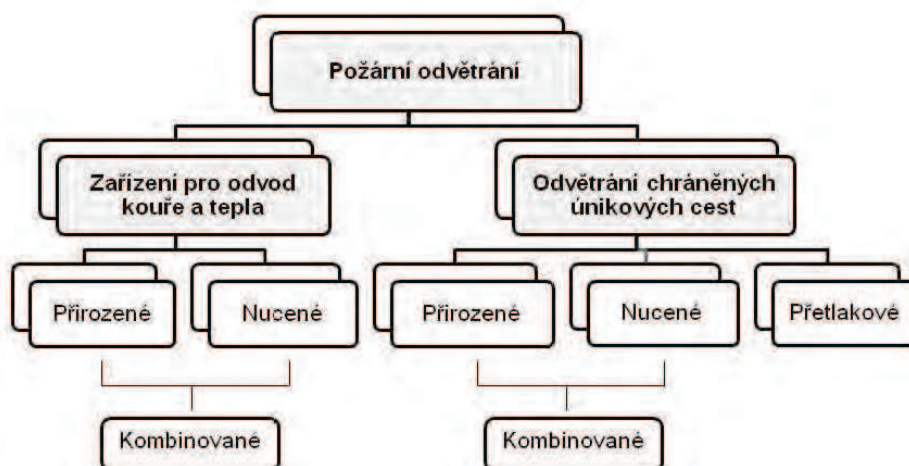 Požární odvětrání
Zařízení pro odvod
kouře a tepla
Odvětrání chráněných
únikových cest
Přirozené
Nucené
Přirozené
Nucené
Přetlakové
Kombinované
Kombinované